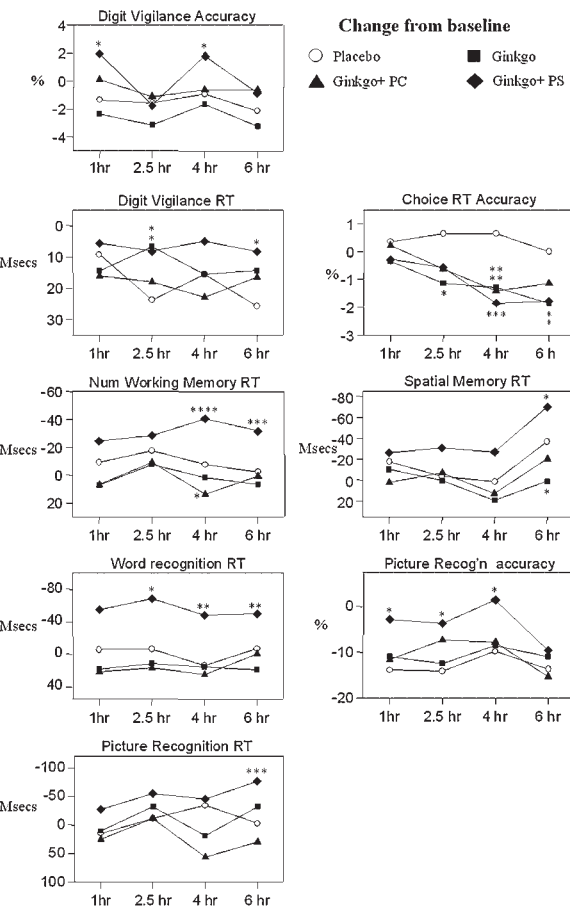 Digit Vigilance Accuracy
4
2
0
-2
-4
%
*
*
1hr 2.5 hr 4 hr 6 hr
Change from baseline
Placebo Ginkgo
Ginkgo+ PC Ginkgo+ PS
Digit Vigilance RT
0
10
20
30
Msecs
*
*
*
1hr 2.5 hr 4 hr 6 hr
Choice RT Accuracy
1
0
-1
-2
-3
%
*
**
**
***
*
*
1hr 2.5 hr 4 hr 6 h
Num Working Memory RT
-60
-40
-20
0
20
Msecs
****
***
*
1hr 2.5 hr 4 hr 6 hr
Spatial Memory RT
-80
-60
-40
-20
0
20
Msecs
*
*
1hr 2.5 hr 4 hr 6 hr
Word recognition RT
-80
-40
0
40
Msecs
*
**
**
1hr 2.5 hr 4 hr 6 hr
Picture Recog'n accuracy
0
-10
-20
%
*
*
*
1hr 2.5 hr 4 hr 6 hr
Picture Recognition RT
-100
-50
0
50
100
Msecs
***
1hr 2.5 hr 4 hr 6 hr